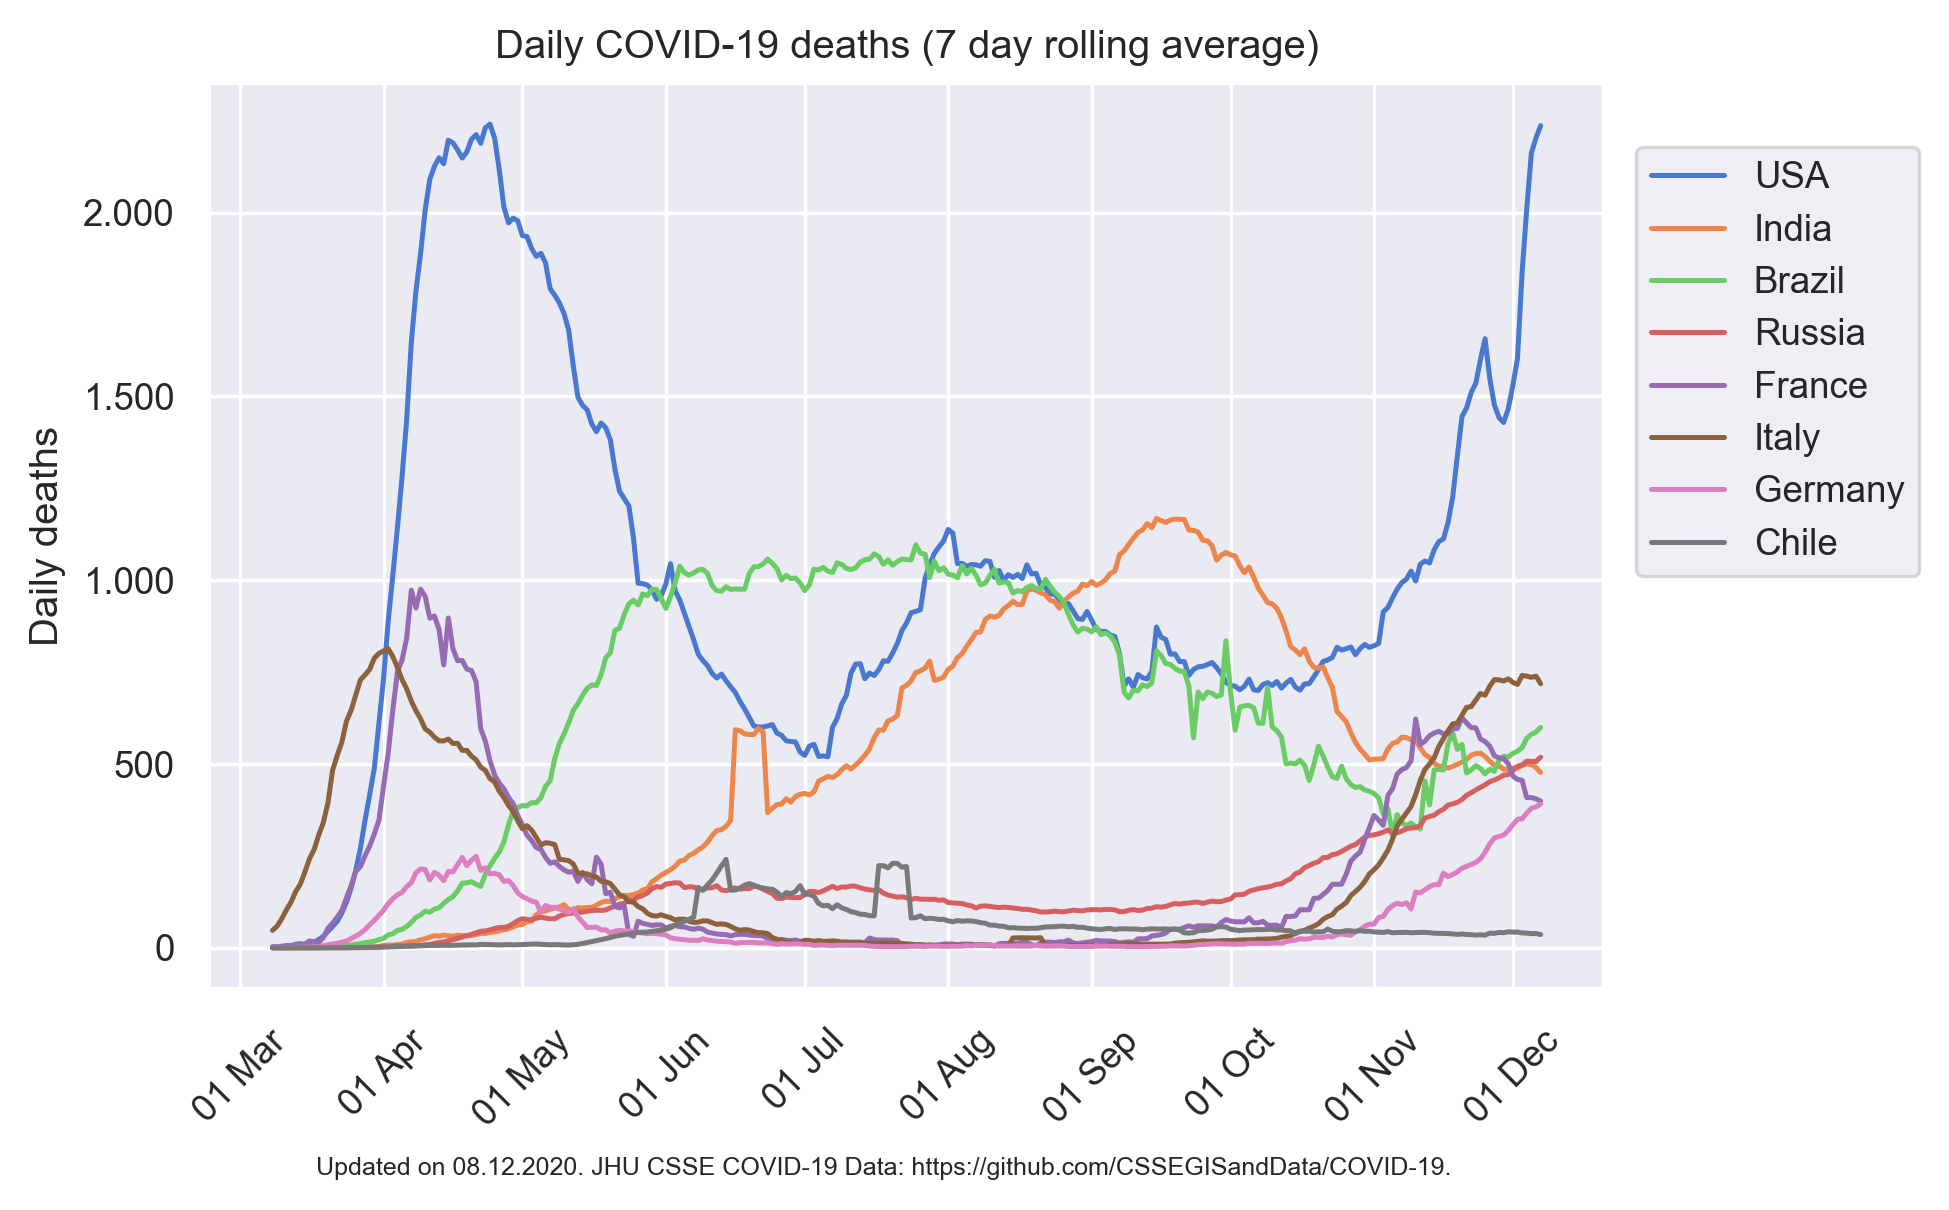 Daily COVID-19 deaths (7 day rolling average)
Daily deaths
2.000
1.500
1.000
500
0
01 Mar
01 Apr
01 May
01 Jun
01 Jul
01 Aug
01 Sep
01 Oct
01 Nov
01 Dec
USA
India
Brazil
Russia
France
Italy
Germany
Chile
Updated on 08.12.2020. JHU CSSE COVID-19 Data: https://github.com/CSSEGISandData/COVID-19.